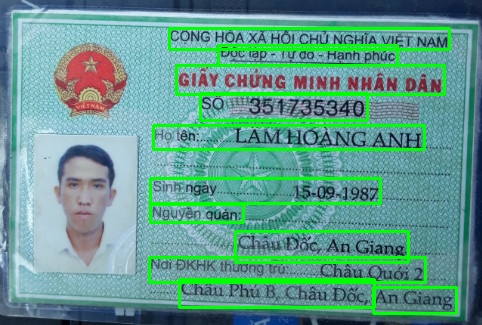 CỘNG HÒA XÃ HỘI CHỦ NGHĨA VIỆT NAM
Độc lập - Tự do - Hạnh phúc
GIẤY CHỨNG MINH NHÂN DÂN
SỐ 351735340
Họ tên: LÂM HOÀNG ANH
Sinh ngày 15-09-1987
Nguyên quán:
Châu Đốc, An Giang
Nơi ĐKHK thường trú: Châu Quới 2
Châu Phú B, Châu Đốc, An Giang
VIỆT NAM